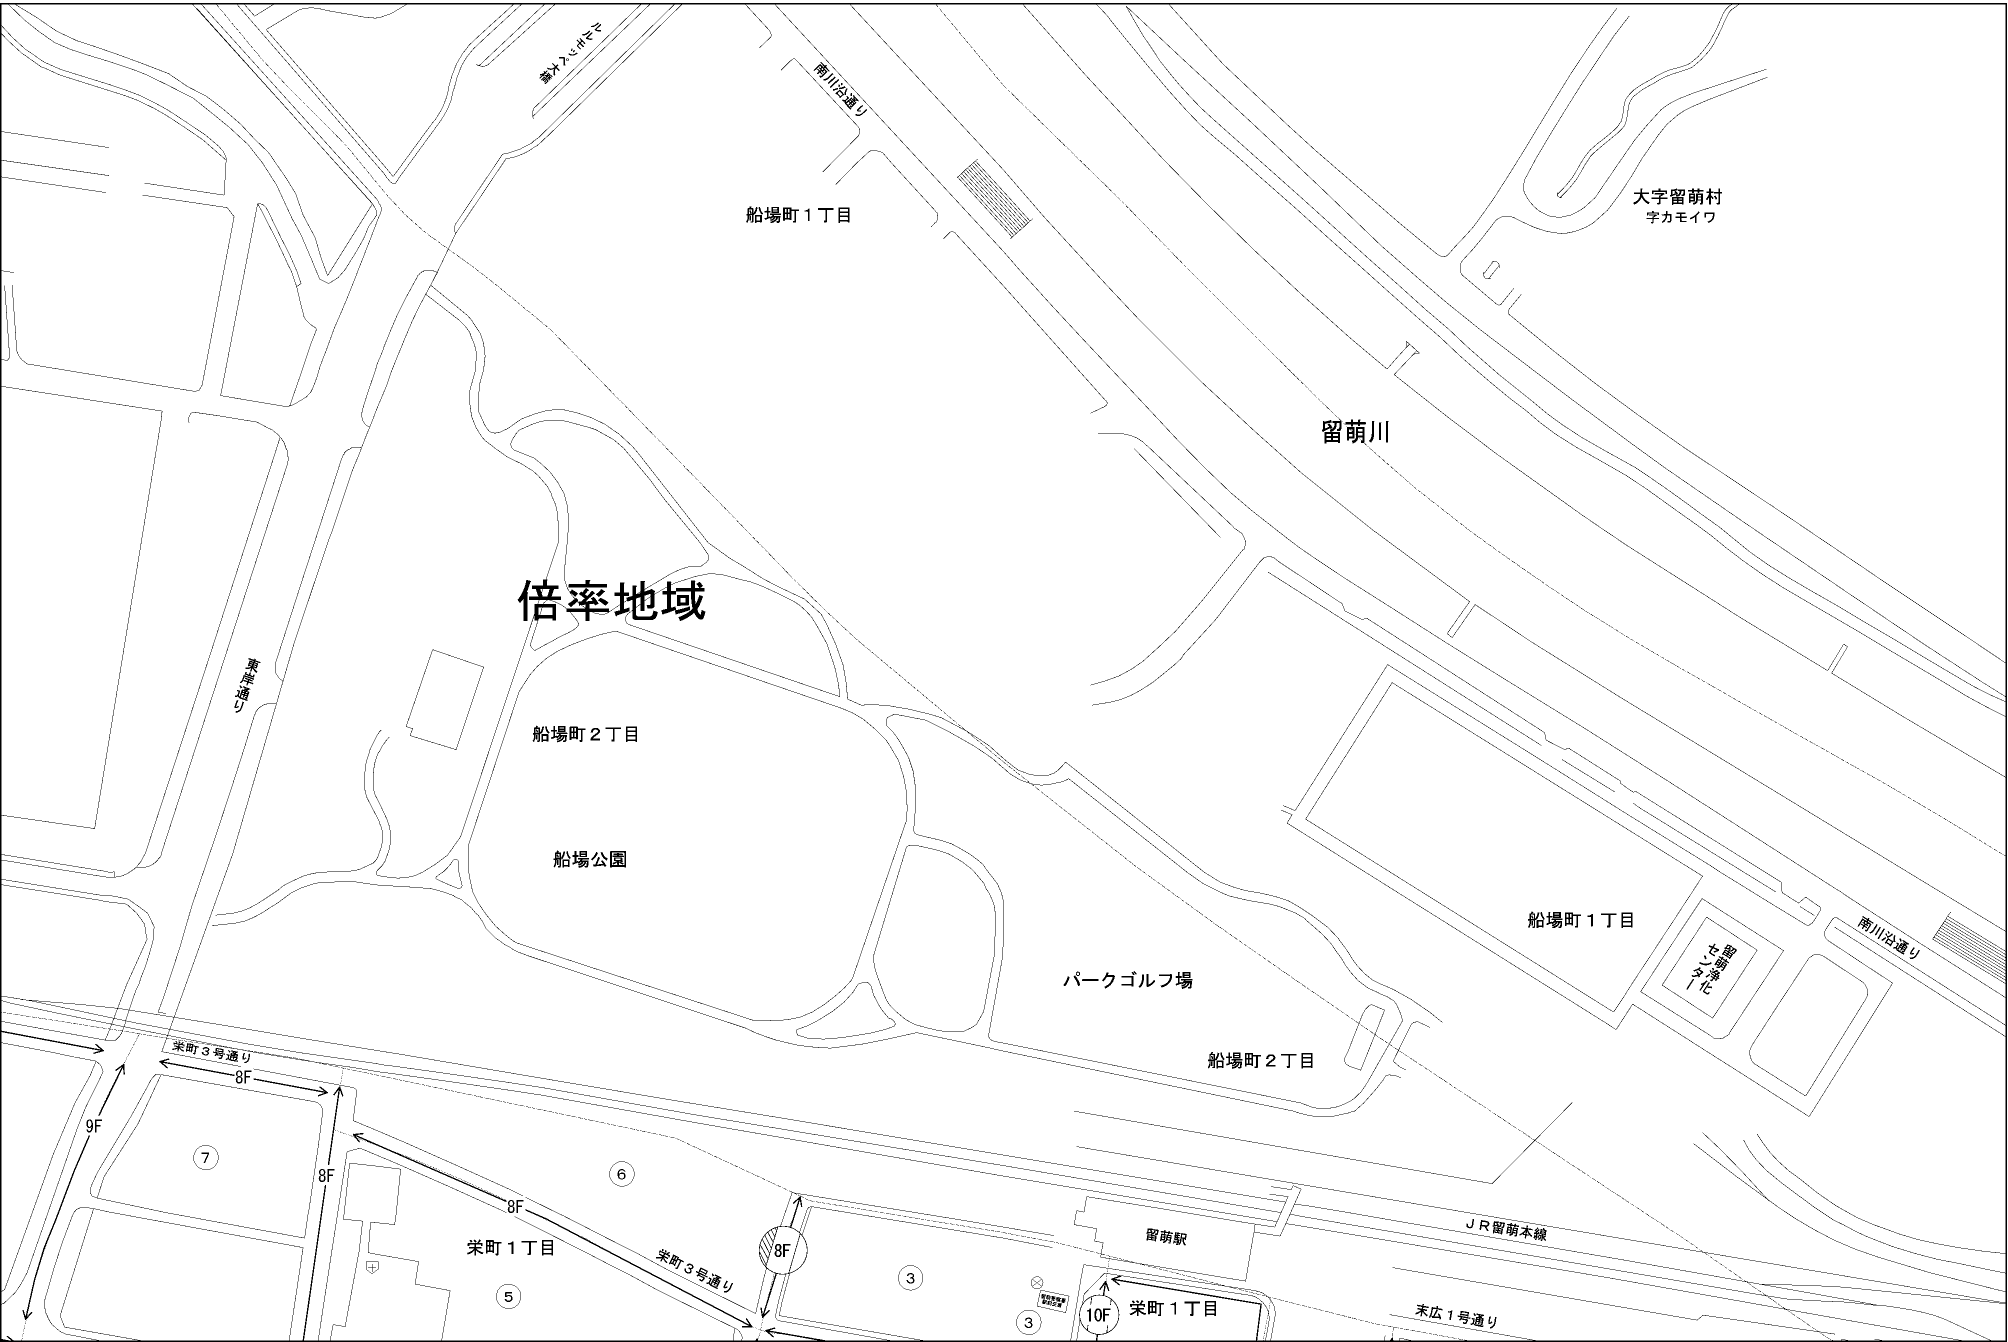 ルルモッペ大橋
南川沿通り
船場町１丁目
大字留萌村
字カモイワ
留萌川
倍率地域
東岸通り
船場町２丁目
船場公園
船場町１丁目
南川沿通り
留萌浄化
センター
パークゴルフ場
船場町２丁目
栄町３号通り
8F
9F
7
8F
6
8F
8F
栄町１丁目
栄町３号通り
5
3
留萌駅
ＪＲ留萌本線
3
10F
栄町１丁目
末広１号通り